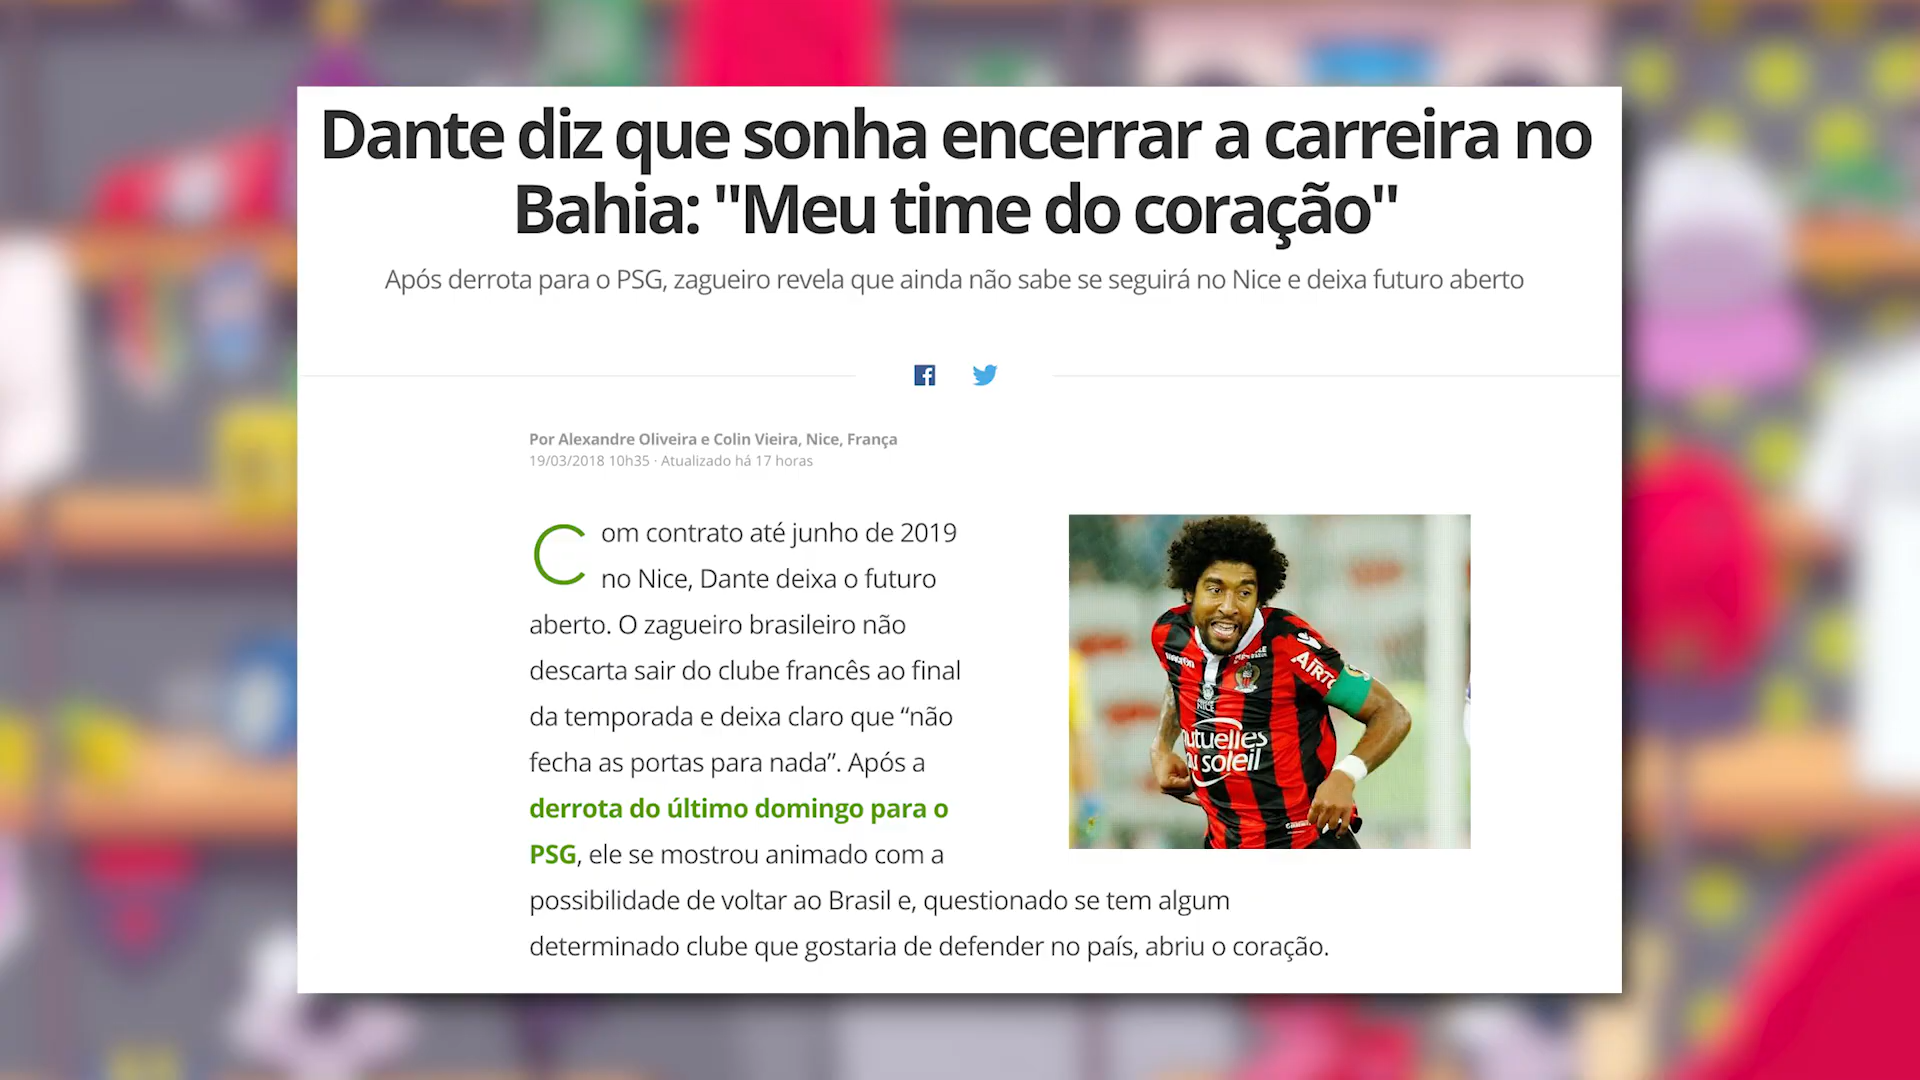 Dante diz que sonha encerrar a carreira no
Bahia: "Meu time do coração"
Após derrota para o PSG, zagueiro revela que ainda não sabe se seguirá no Nice e deixa futuro aberto
Por Alexandre Oliveira e Colin Vieira, Nice, França
19/03/2018 10h35 · Atualizado há 17 horas
Com contrato até junho de 2019
no Nice, Dante deixa o futuro
aberto. O zagueiro brasileiro não
descarta sair do clube francês ao final
da temporada e deixa claro que “não
fecha as portas para nada”. Após a
derrota do último domingo para o
PSG, ele se mostrou animado com a
possibilidade de voltar ao Brasil e, questionado se tem algum
determinado clube que gostaria de defender no país, abriu o coração.
macron
AIRT
NICE
utuelles
soleil